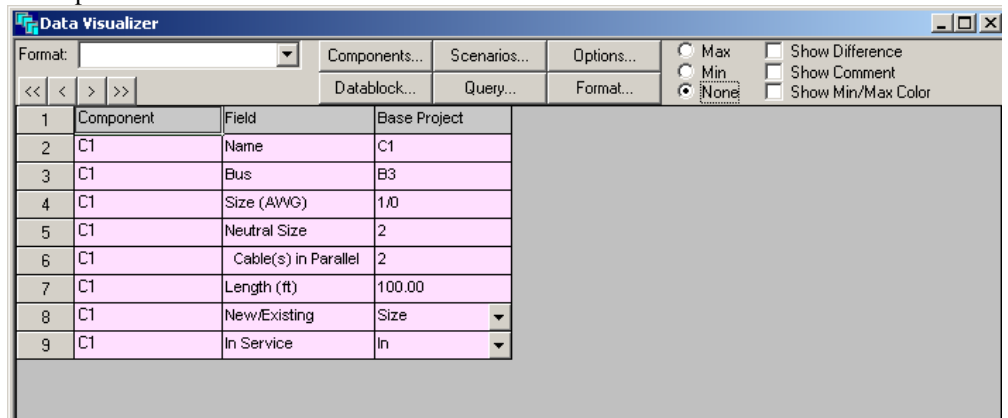 Data Visualizer
Format: Components... Scenarios... Options... Max Show Difference
Min Show Comment
<< < > >> Datablock... Query... Format... None Show Min/Max Color
1 Component Field Base Project
2 C1 Name C1
3 C1 Bus B3
4 C1 Size (AWG) 1/0
5 C1 Neutral Size 2
6 C1 Cable(s) in Parallel 2
7 C1 Length (ft) 100.00
8 C1 New/Existing Size
9 C1 In Service In